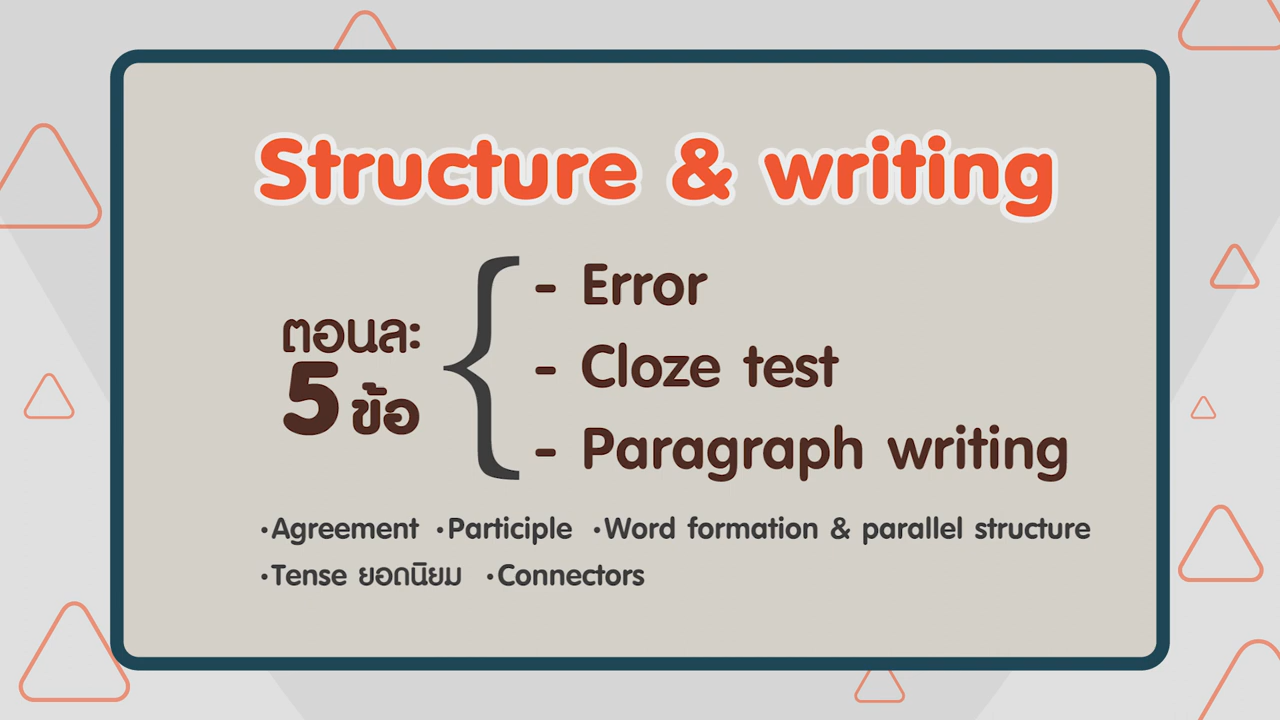 Structure & writing
ตอนละ
5 ข้อ
- Error
- Cloze test
- Paragraph writing
•Agreement •Participle •Word formation & parallel structure
•Tense ยอดนิยม •Connectors